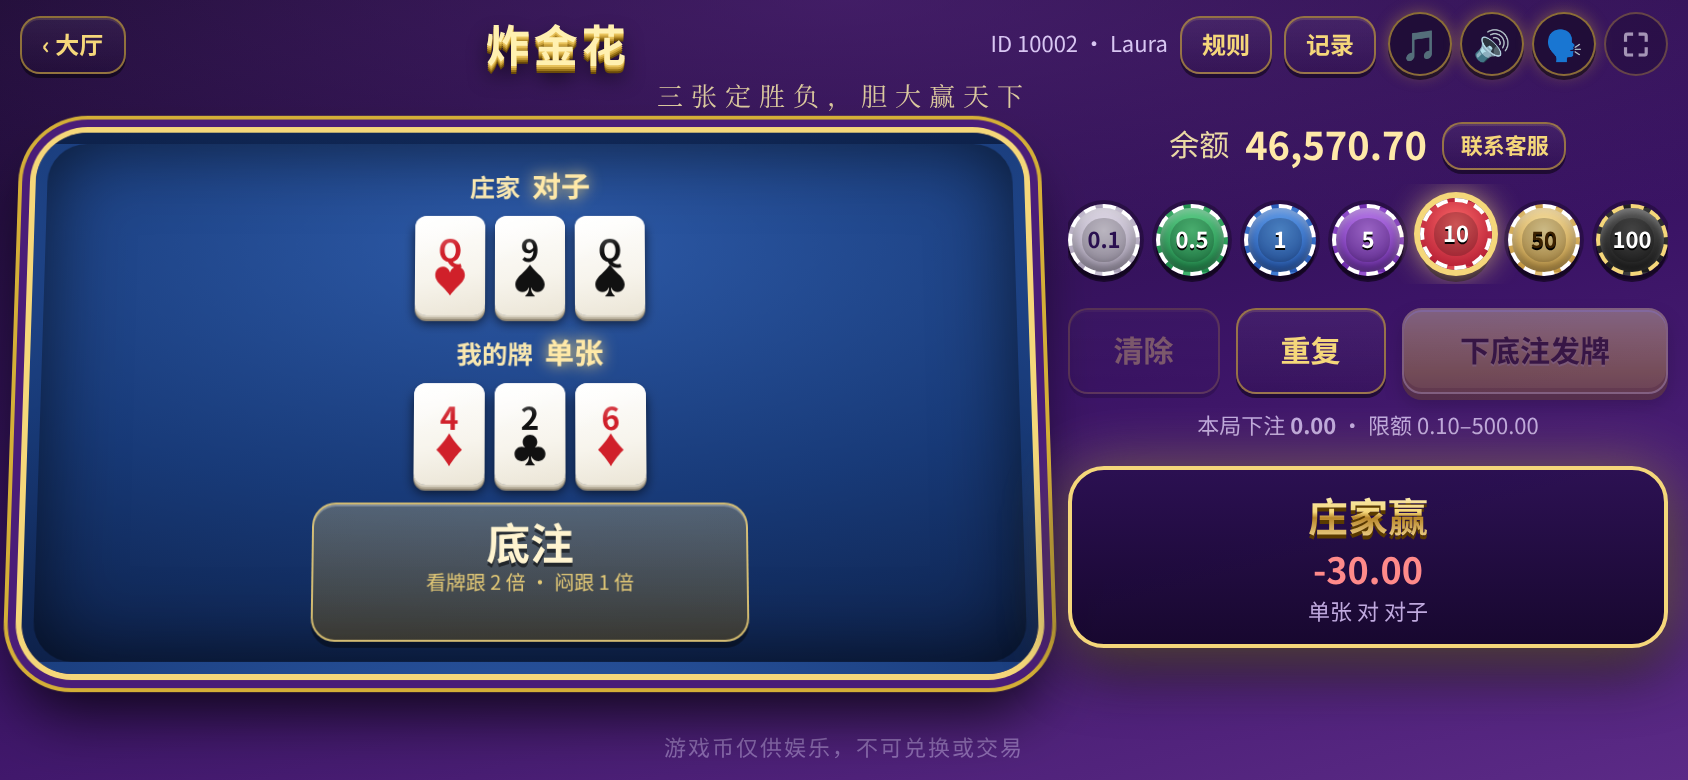 ‹ 大厅
炸金花
ID 10002 • Laura
规则
记录
三张定胜负，胆大赢天下
庄家 对子
Q 9 Q
我的牌 单张
4 2 6
底注
看牌跟 2 倍 • 闷跟 1 倍
余额 46,570.70 联系客服
0.1 0.5 1 5 10 50 100
清除 重复 下底注发牌
本局下注 0.00 • 限额 0.10–500.00
庄家赢
-30.00
单张 对 对子
游戏币仅供娱乐，不可兑换或交易